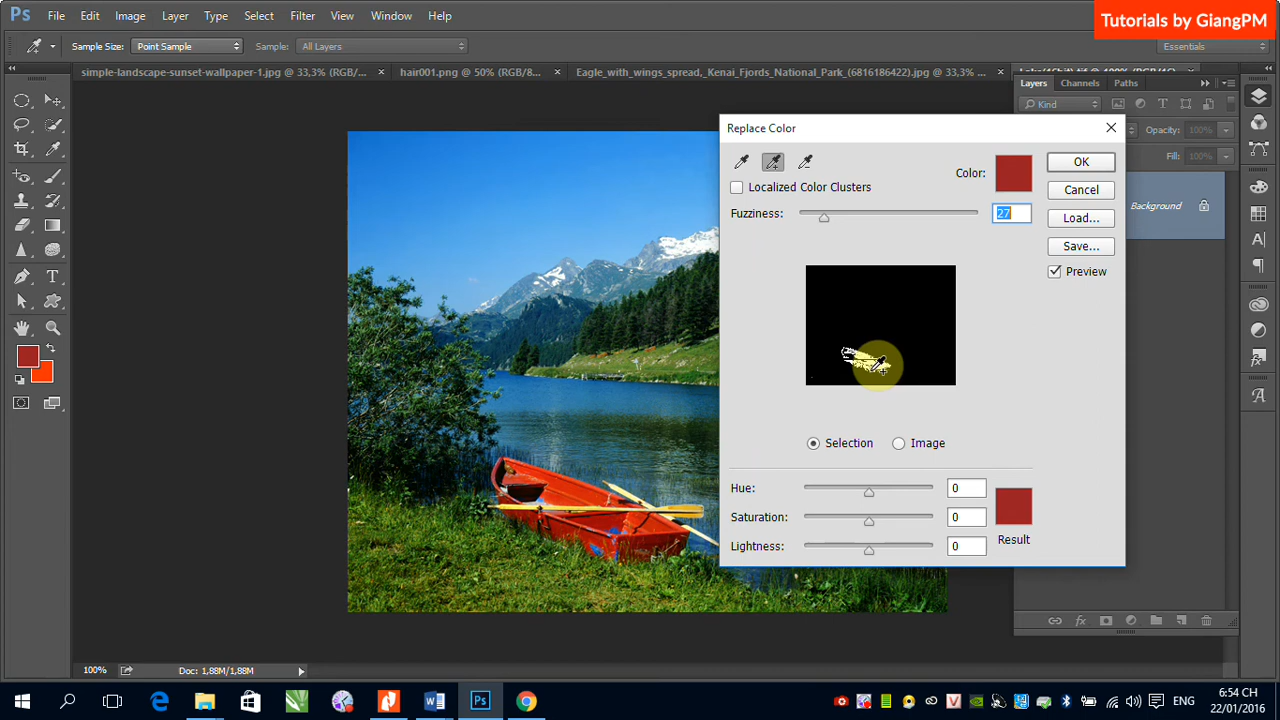 Ps File Edit Image Layer Type Select Filter View Window Help
Tutorials by GiangPM
Sample Size: Point Sample Sample: All Layers
Essentials
simple-landscape-sunset-wallpaper-1.jpg @ 33,3% (RGB/... × hair001.png @ 50% (RGB/8... × Eagle_with_wings_spread,_Kenai_Fjords_National_Park_(6816186422).jpg @ 33,3% ... ×
Layers Channels Paths
Kind
Opacity: 100%
Fill: 100%
Background
Replace Color
Localized Color Clusters
Color:
Fuzziness: 27
OK
Cancel
Load...
Save...
Preview
Selection Image
Hue: 0
Saturation: 0
Lightness: 0
Result
100% Doc: 1,88M/1,88M
ENG
6:54 CH
22/01/2016